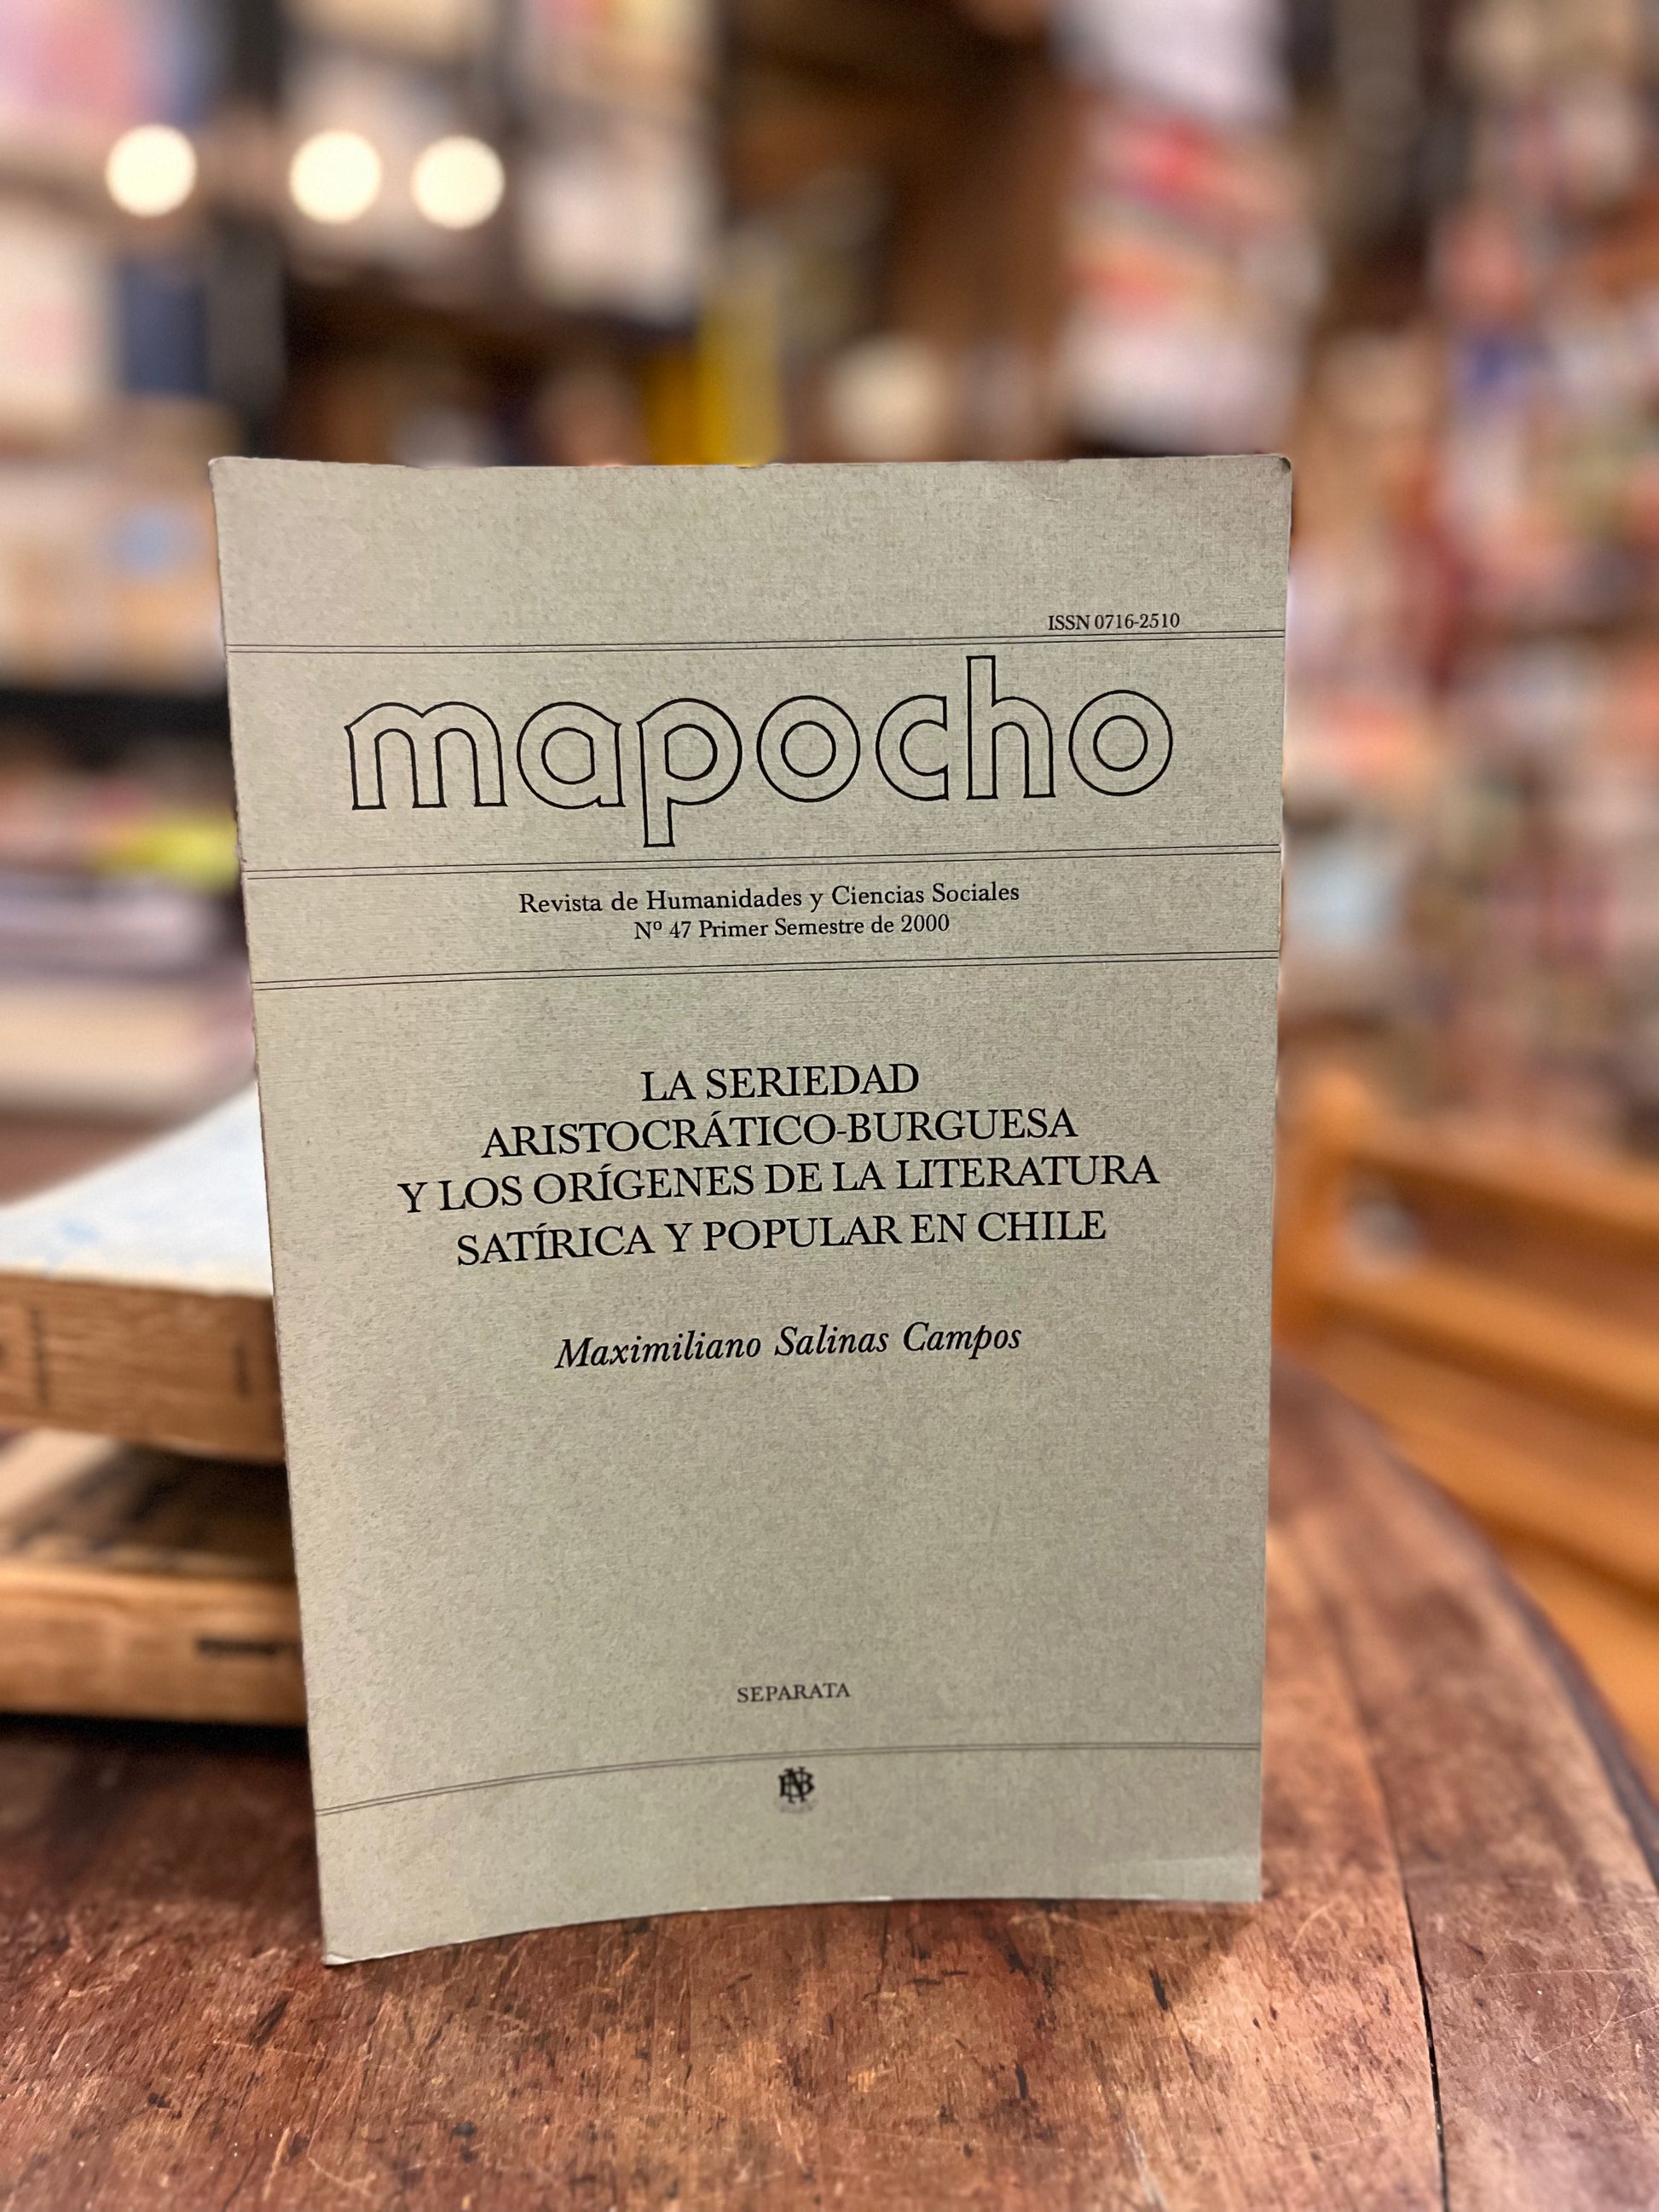 ISSN 0716-2510
mapocho
Revista de Humanidades y Ciencias Sociales
Nº 47 Primer Semestre de 2000
LA SERIEDAD
ARISTOCRÁTICO-BURGUESA
Y LOS ORÍGENES DE LA LITERATURA
SATÍRICA Y POPULAR EN CHILE
Maximiliano Salinas Campos
SEPARATA